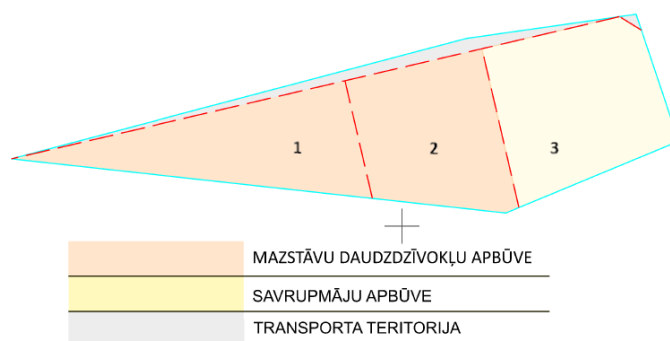 1
2
3
MAZSTĀVU DAUDZDZĪVOKĻU APBŪVE
SAVRUPMĀJU APBŪVE
TRANSPORTA TERITORIJA